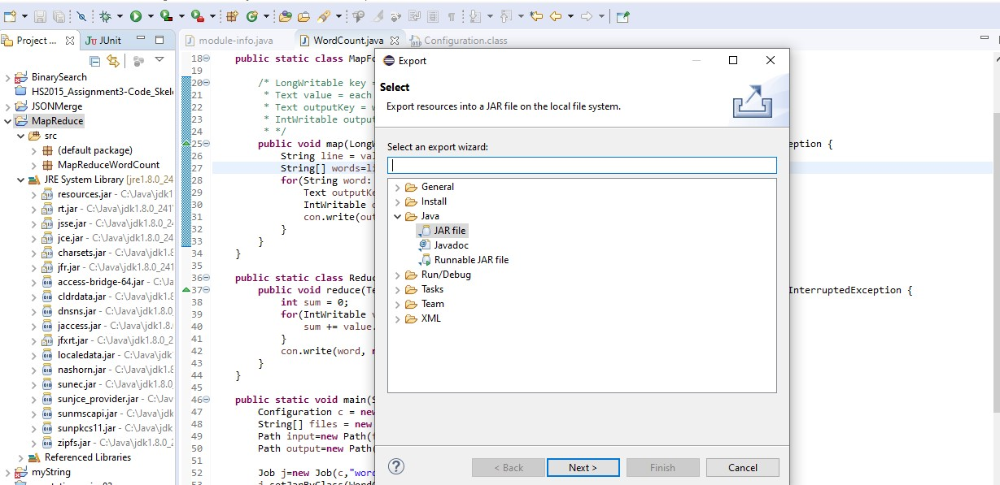 Project ...
JUnit
module-info.java
WordCount.java
Configuration.class
BinarySearch
HS2015_Assignment3-Code_Skel
JSONMerge
MapReduce
src
(default package)
MapReduceWordCount
JRE System Library [jre1.8.0_24
resources.jar - C:\Java\jdk1
rt.jar - C:\Java\jdk1.8.0_241
jsse.jar - C:\Java\jdk1.8.0_24
jce.jar - C:\Java\jdk1.8.0_24
charsets.jar - C:\Java\jdk1.8
jfr.jar - C:\Java\jdk1.8.0_241
access-bridge-64.jar - C:\Ja
cldrdata.jar - C:\Java\jdk1.8
dnsns.jar - C:\Java\jdk1.8.0
jaccess.jar - C:\Java\jdk1.8.
jfxrt.jar - C:\Java\jdk1.8.0_2
localedata.jar - C:\Java\jdk
nashorn.jar - C:\Java\jdk1.8
sunec.jar - C:\Java\jdk1.8.0_
sunjce_provider.jar - C:\Jav
sunmscapi.jar - C:\Java\jdk
sunpkcs11.jar - C:\Java\jdk
zipfs.jar - C:\Java\jdk1.8.0_2
Referenced Libraries
myString
18 public static class MapFo
19
20 /* LongWritable key =
21 * Text value = each
22 * Text outputKey = w
23 * IntWritable output
24 * */
25 public void map(LongW eption {
26 String line = val
27 String[] words=li
28 for(String word:
29 Text outputKe
30 IntWritable o
31 con.write(out
32 }
33 }
34 }
35
36 public static class Reduc
37 public void reduce(Te InterruptedException {
38 int sum = 0;
39 for(IntWritable v
40 sum += value.
41 }
42 con.write(word, n
43 }
44 }
45
46 public static void main(S
47 Configuration c = new
48 String[] files = new
49 Path input=new Path(f
50 Path output=new Path(
51
52 Job j=new Job(c,"word
53 j.setJarByClass(WordC
Export
Select
Export resources into a JAR file on the local file system.
Select an export wizard:
General
Install
Java
JAR file
Javadoc
Runnable JAR file
Run/Debug
Tasks
Team
XML
?
< Back
Next >
Finish
Cancel